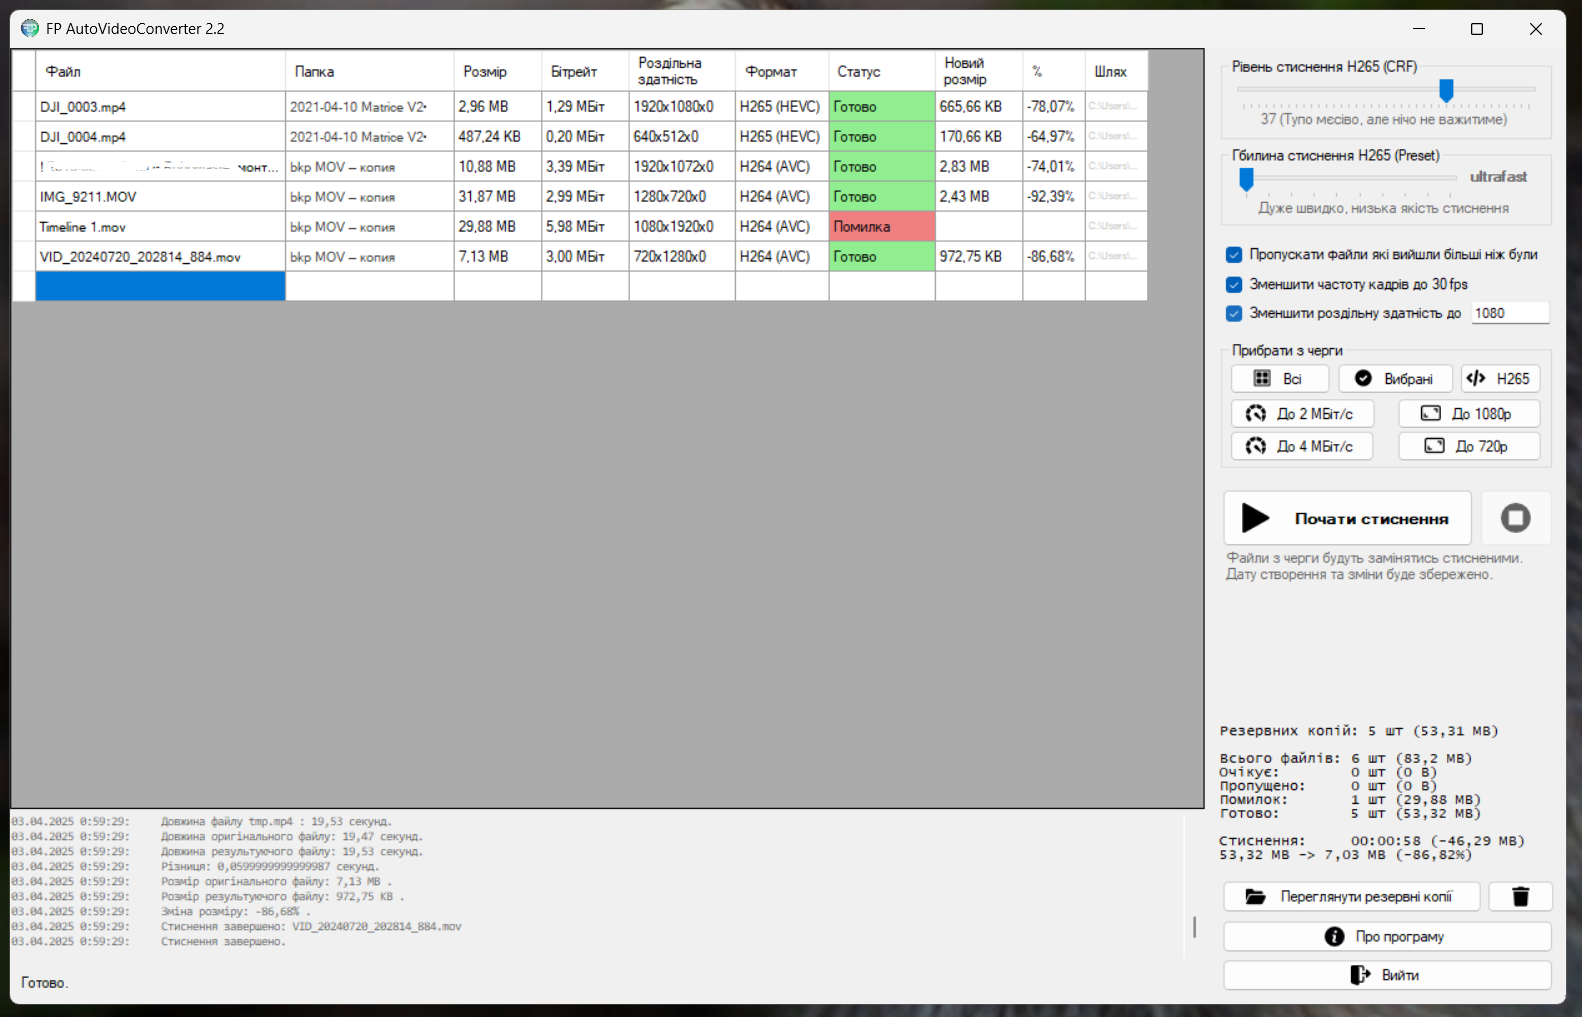 FP AutoVideoConverter 2.2
Файл Папка Розмір Бітрейт Роздільна здатність Формат Статус Новий розмір % Шлях
DJI_0003.mp4 2021-04-10 Matrice V2• 2,96 MB 1,29 МБіт 1920x1080x0 H265 (HEVC) Готово 665,66 KB -78,07% C:\Users\...
DJI_0004.mp4 2021-04-10 Matrice V2• 487,24 KB 0,20 МБіт 640x512x0 H265 (HEVC) Готово 170,66 KB -64,97% C:\Users\...
! монт... bkp MOV – копия 10,88 MB 3,39 МБіт 1920x1072x0 H264 (AVC) Готово 2,83 MB -74,01% C:\Users\...
IMG_9211.MOV bkp MOV – копия 31,87 MB 2,99 МБіт 1280x720x0 H264 (AVC) Готово 2,43 MB -92,39% C:\Users\...
Timeline 1.mov bkp MOV – копия 29,88 MB 5,98 МБіт 1080x1920x0 H264 (AVC) Помилка C:\Users\...
VID_20240720_202814_884.mov bkp MOV – копия 7,13 MB 3,00 МБіт 720x1280x0 H264 (AVC) Готово 972,75 KB -86,68% C:\Users\...
03.04.2025 0:59:29: Довжина файлу tmp.mp4 : 19,53 секунд.
03.04.2025 0:59:29: Довжина оригінального файлу: 19,47 секунд.
03.04.2025 0:59:29: Довжина результуючого файлу: 19,53 секунд.
03.04.2025 0:59:29: Різниця: 0,0599999999999987 секунд.
03.04.2025 0:59:29: Розмір оригінального файлу: 7,13 MB .
03.04.2025 0:59:29: Розмір результуючого файлу: 972,75 KB .
03.04.2025 0:59:29: Зміна розміру: -86,68% .
03.04.2025 0:59:29: Стиснення завершено: VID_20240720_202814_884.mov
03.04.2025 0:59:29: Стиснення завершено.
Готово.
Рівень стиснення H265 (CRF)
37 (Тупо месіво, але нічо не важитиме)
Гбилина стиснення H265 (Preset)
ultrafast
Дуже швидко, низька якість стиснення
Пропускати файли які вийшли більші ніж були
Зменшити частоту кадрів до 30 fps
Зменшити роздільну здатність до 1080
Прибрати з черги
Всі Вибрані H265
До 2 МБіт/с До 1080p
До 4 МБіт/с До 720p
Почати стиснення
Файли з черги будуть замінятись стисненими.
Дату створення та зміни буде збережено.
Резервних копій: 5 шт (53,31 MB)
Всього файлів: 6 шт (83,2 MB)
Очікує: 0 шт (0 B)
Пропущено: 0 шт (0 B)
Помилок: 1 шт (29,88 MB)
Готово: 5 шт (53,32 MB)
Стиснення: 00:00:58 (-46,29 MB)
53,32 MB -> 7,03 MB (-86,82%)
Переглянути резервні копії
Про програму
Вийти